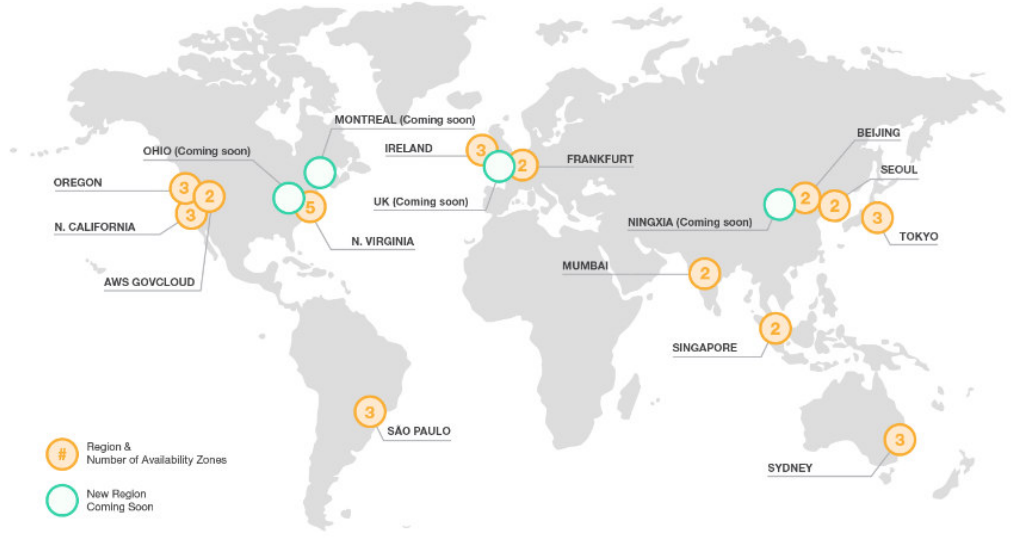 MONTREAL (Coming soon)
OHIO (Coming soon)
IRELAND
3
2
FRANKFURT
BEIJING
SEOUL
OREGON
3
2
UK (Coming soon)
2
2
N. CALIFORNIA
3
5
N. VIRGINIA
NINGXIA (Coming soon)
3
TOKYO
AWS GOVCLOUD
MUMBAI
2
SINGAPORE
2
3
SÃO PAULO
3
SYDNEY
#
Region &
Number of Availability Zones
New Region
Coming Soon